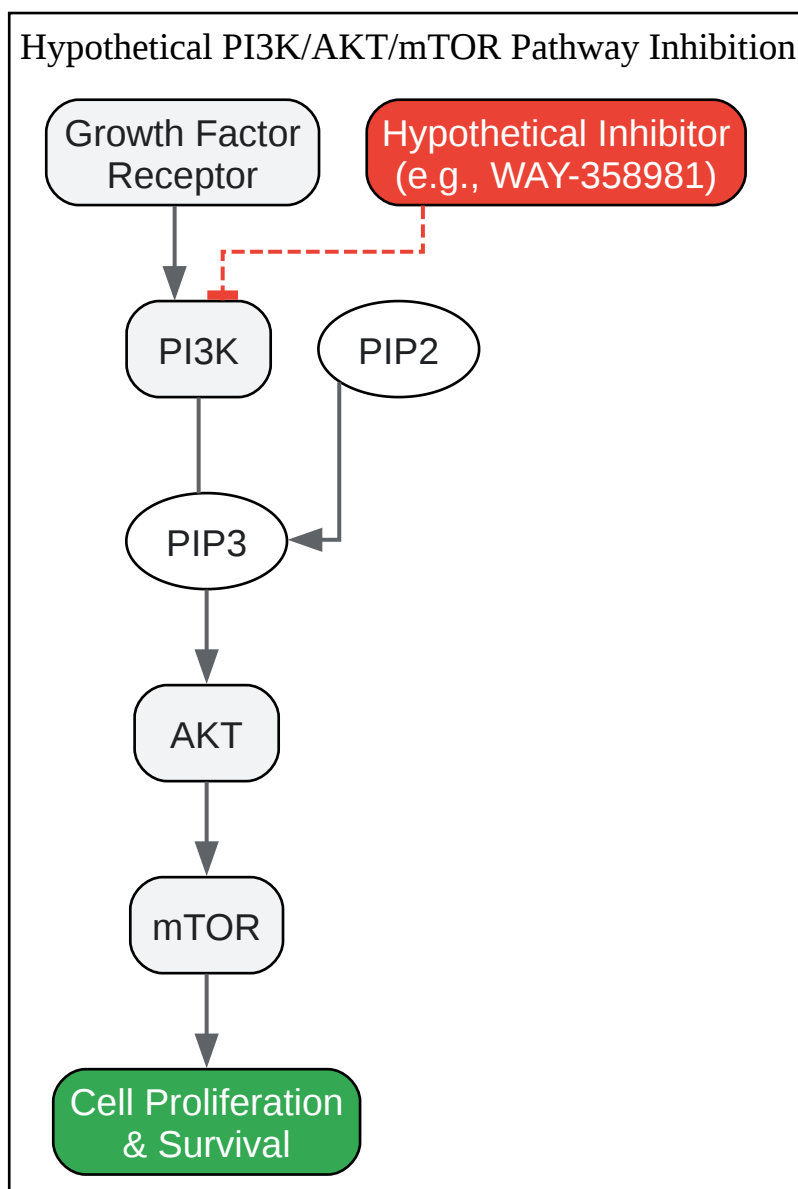 Hypothetical PI3K/AKT/mTOR Pathway Inhibition
Growth Factor
Receptor
Hypothetical Inhibitor
(e.g., WAY-358981)
PI3K
PIP2
PIP3
AKT
mTOR
Cell Proliferation
& Survival